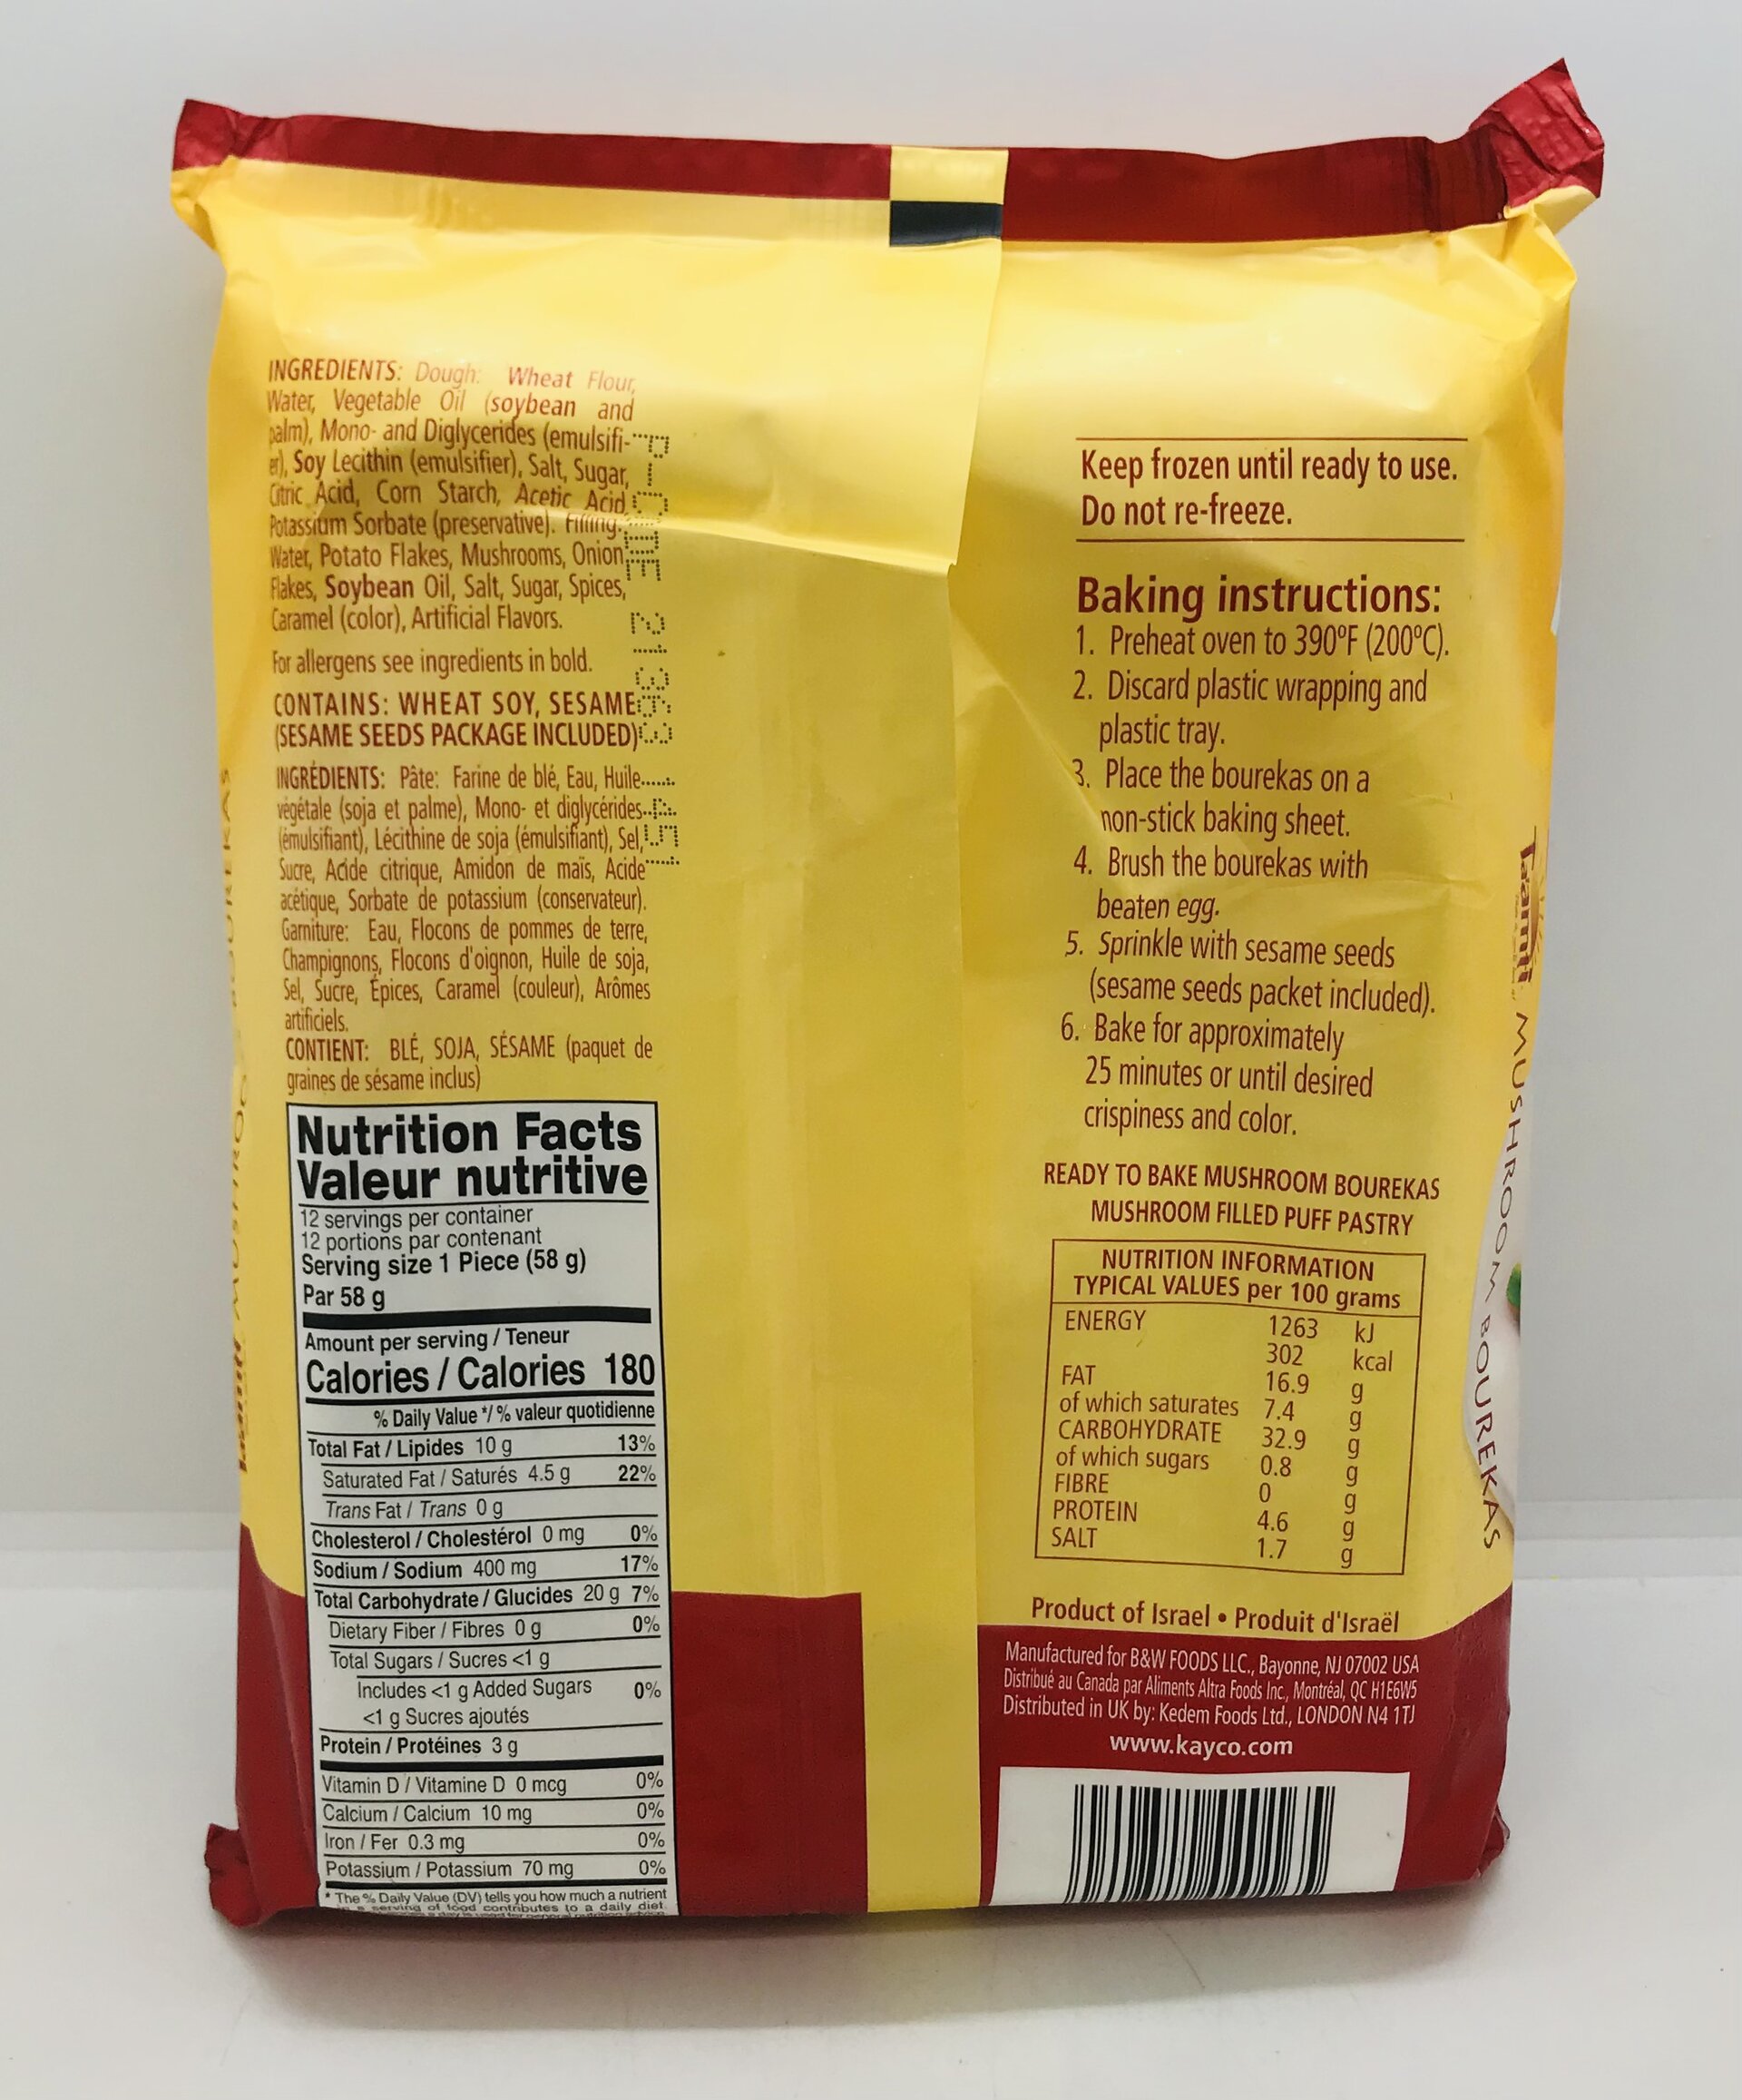 INGREDIENTS: Dough: Wheat Flour,
Water, Vegetable Oil (soybean and
palm), Mono- and Diglycerides (emulsifi-
er), Soy Lecithin (emulsifier), Salt, Sugar,
Citric Acid, Corn Starch, Acetic Acid,
Potassium Sorbate (preservative). Filling:
Water, Potato Flakes, Mushrooms, Onion
Flakes, Soybean Oil, Salt, Sugar, Spices,
Caramel (color), Artificial Flavors.
For allergens see ingredients in bold.
CONTAINS: WHEAT SOY, SESAME
(SESAME SEEDS PACKAGE INCLUDED)
INGRÉDIENTS: Pâte: Farine de blé, Eau, Huile
végétale (soja et palme), Mono- et diglycérides
(émulsifiant), Lécithine de soja (émulsifiant), Sel,
Sucre, Acide citrique, Amidon de maïs, Acide
acétique, Sorbate de potassium (conservateur).
Garniture: Eau, Flocons de pommes de terre,
Champignons, Flocons d'oignon, Huile de soja,
Sel, Sucre, Épices, Caramel (couleur), Arômes
artificiels.
CONTIENT: BLÉ, SOJA, SÉSAME (paquet de
graines de sésame inclus)
Nutrition Facts
Valeur nutritive
12 servings per container
12 portions par contenant
Serving size 1 Piece (58 g)
Par 58 g
Amount per serving / Teneur
Calories / Calories 180
% Daily Value */ % valeur quotidienne
Total Fat / Lipides 10 g 13%
Saturated Fat / Saturés 4.5 g 22%
Trans Fat / Trans 0 g
Cholesterol / Cholestérol 0 mg 0%
Sodium / Sodium 400 mg 17%
Total Carbohydrate / Glucides 20 g 7%
Dietary Fiber / Fibres 0 g 0%
Total Sugars / Sucres <1 g
Includes <1 g Added Sugars 0%
<1 g Sucres ajoutés
Protein / Protéines 3 g
Vitamin D / Vitamine D 0 mcg 0%
Calcium / Calcium 10 mg 0%
Iron / Fer 0.3 mg 0%
Potassium / Potassium 70 mg 0%
* The % Daily Value (DV) tells you how much a nutrient
in a serving of food contributes to a daily diet.
Keep frozen until ready to use.
Do not re-freeze.
Baking instructions:
1. Preheat oven to 390°F (200°C).
2. Discard plastic wrapping and
plastic tray.
3. Place the bourekas on a
non-stick baking sheet.
4. Brush the bourekas with
beaten egg.
5. Sprinkle with sesame seeds
(sesame seeds packet included).
6. Bake for approximately
25 minutes or until desired
crispiness and color.
READY TO BAKE MUSHROOM BOUREKAS
MUSHROOM FILLED PUFF PASTRY
NUTRITION INFORMATION
TYPICAL VALUES per 100 grams
ENERGY 1263 kJ
302 kcal
FAT 16.9 g
of which saturates 7.4 g
CARBOHYDRATE 32.9 g
of which sugars 0.8 g
FIBRE 0 g
PROTEIN 4.6 g
SALT 1.7 g
Product of Israel • Produit d'Israël
Manufactured for B&W FOODS LLC., Bayonne, NJ 07002 USA
Distribué au Canada par Aliments Altra Foods Inc., Montréal, QC H1E6W5
Distributed in UK by: Kedem Foods Ltd., LONDON N4 1TJ
www.kayco.com
Ta'amti MUSHROOM BOUREKAS